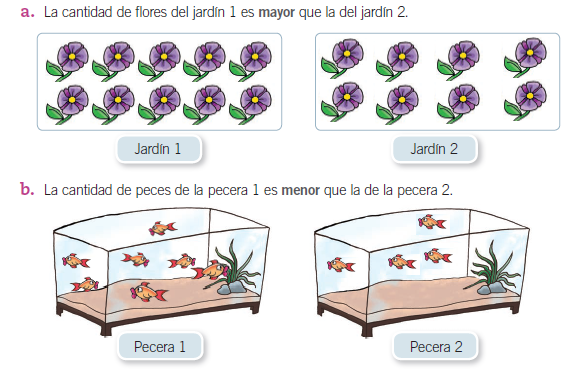 a. La cantidad de flores del jardín 1 es mayor que la del jardín 2.
Jardín 1
Jardín 2
b. La cantidad de peces de la pecera 1 es menor que la de la pecera 2.
Pecera 1
Pecera 2